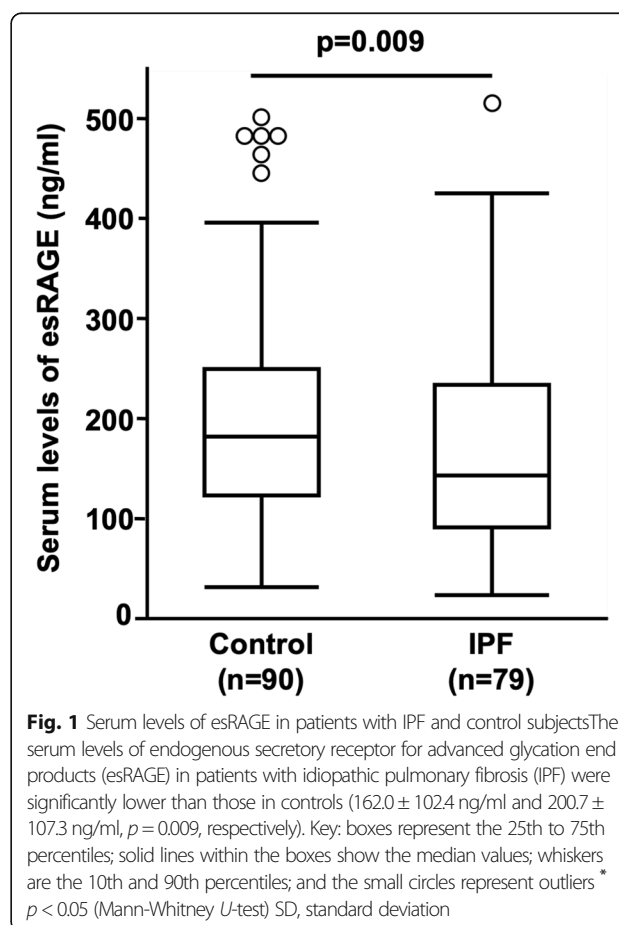 p=0.009
Serum levels of esRAGE (ng/ml)
500
400
300
200
100
0
Control
(n=90)
IPF
(n=79)
Fig. 1 Serum levels of esRAGE in patients with IPF and control subjectsThe
serum levels of endogenous secretory receptor for advanced glycation end
products (esRAGE) in patients with idiopathic pulmonary fibrosis (IPF) were
significantly lower than those in controls (162.0 ± 102.4 ng/ml and 200.7 ±
107.3 ng/ml, p = 0.009, respectively). Key: boxes represent the 25th to 75th
percentiles; solid lines within the boxes show the median values; whiskers
are the 10th and 90th percentiles; and the small circles represent outliers *
p < 0.05 (Mann-Whitney U-test) SD, standard deviation